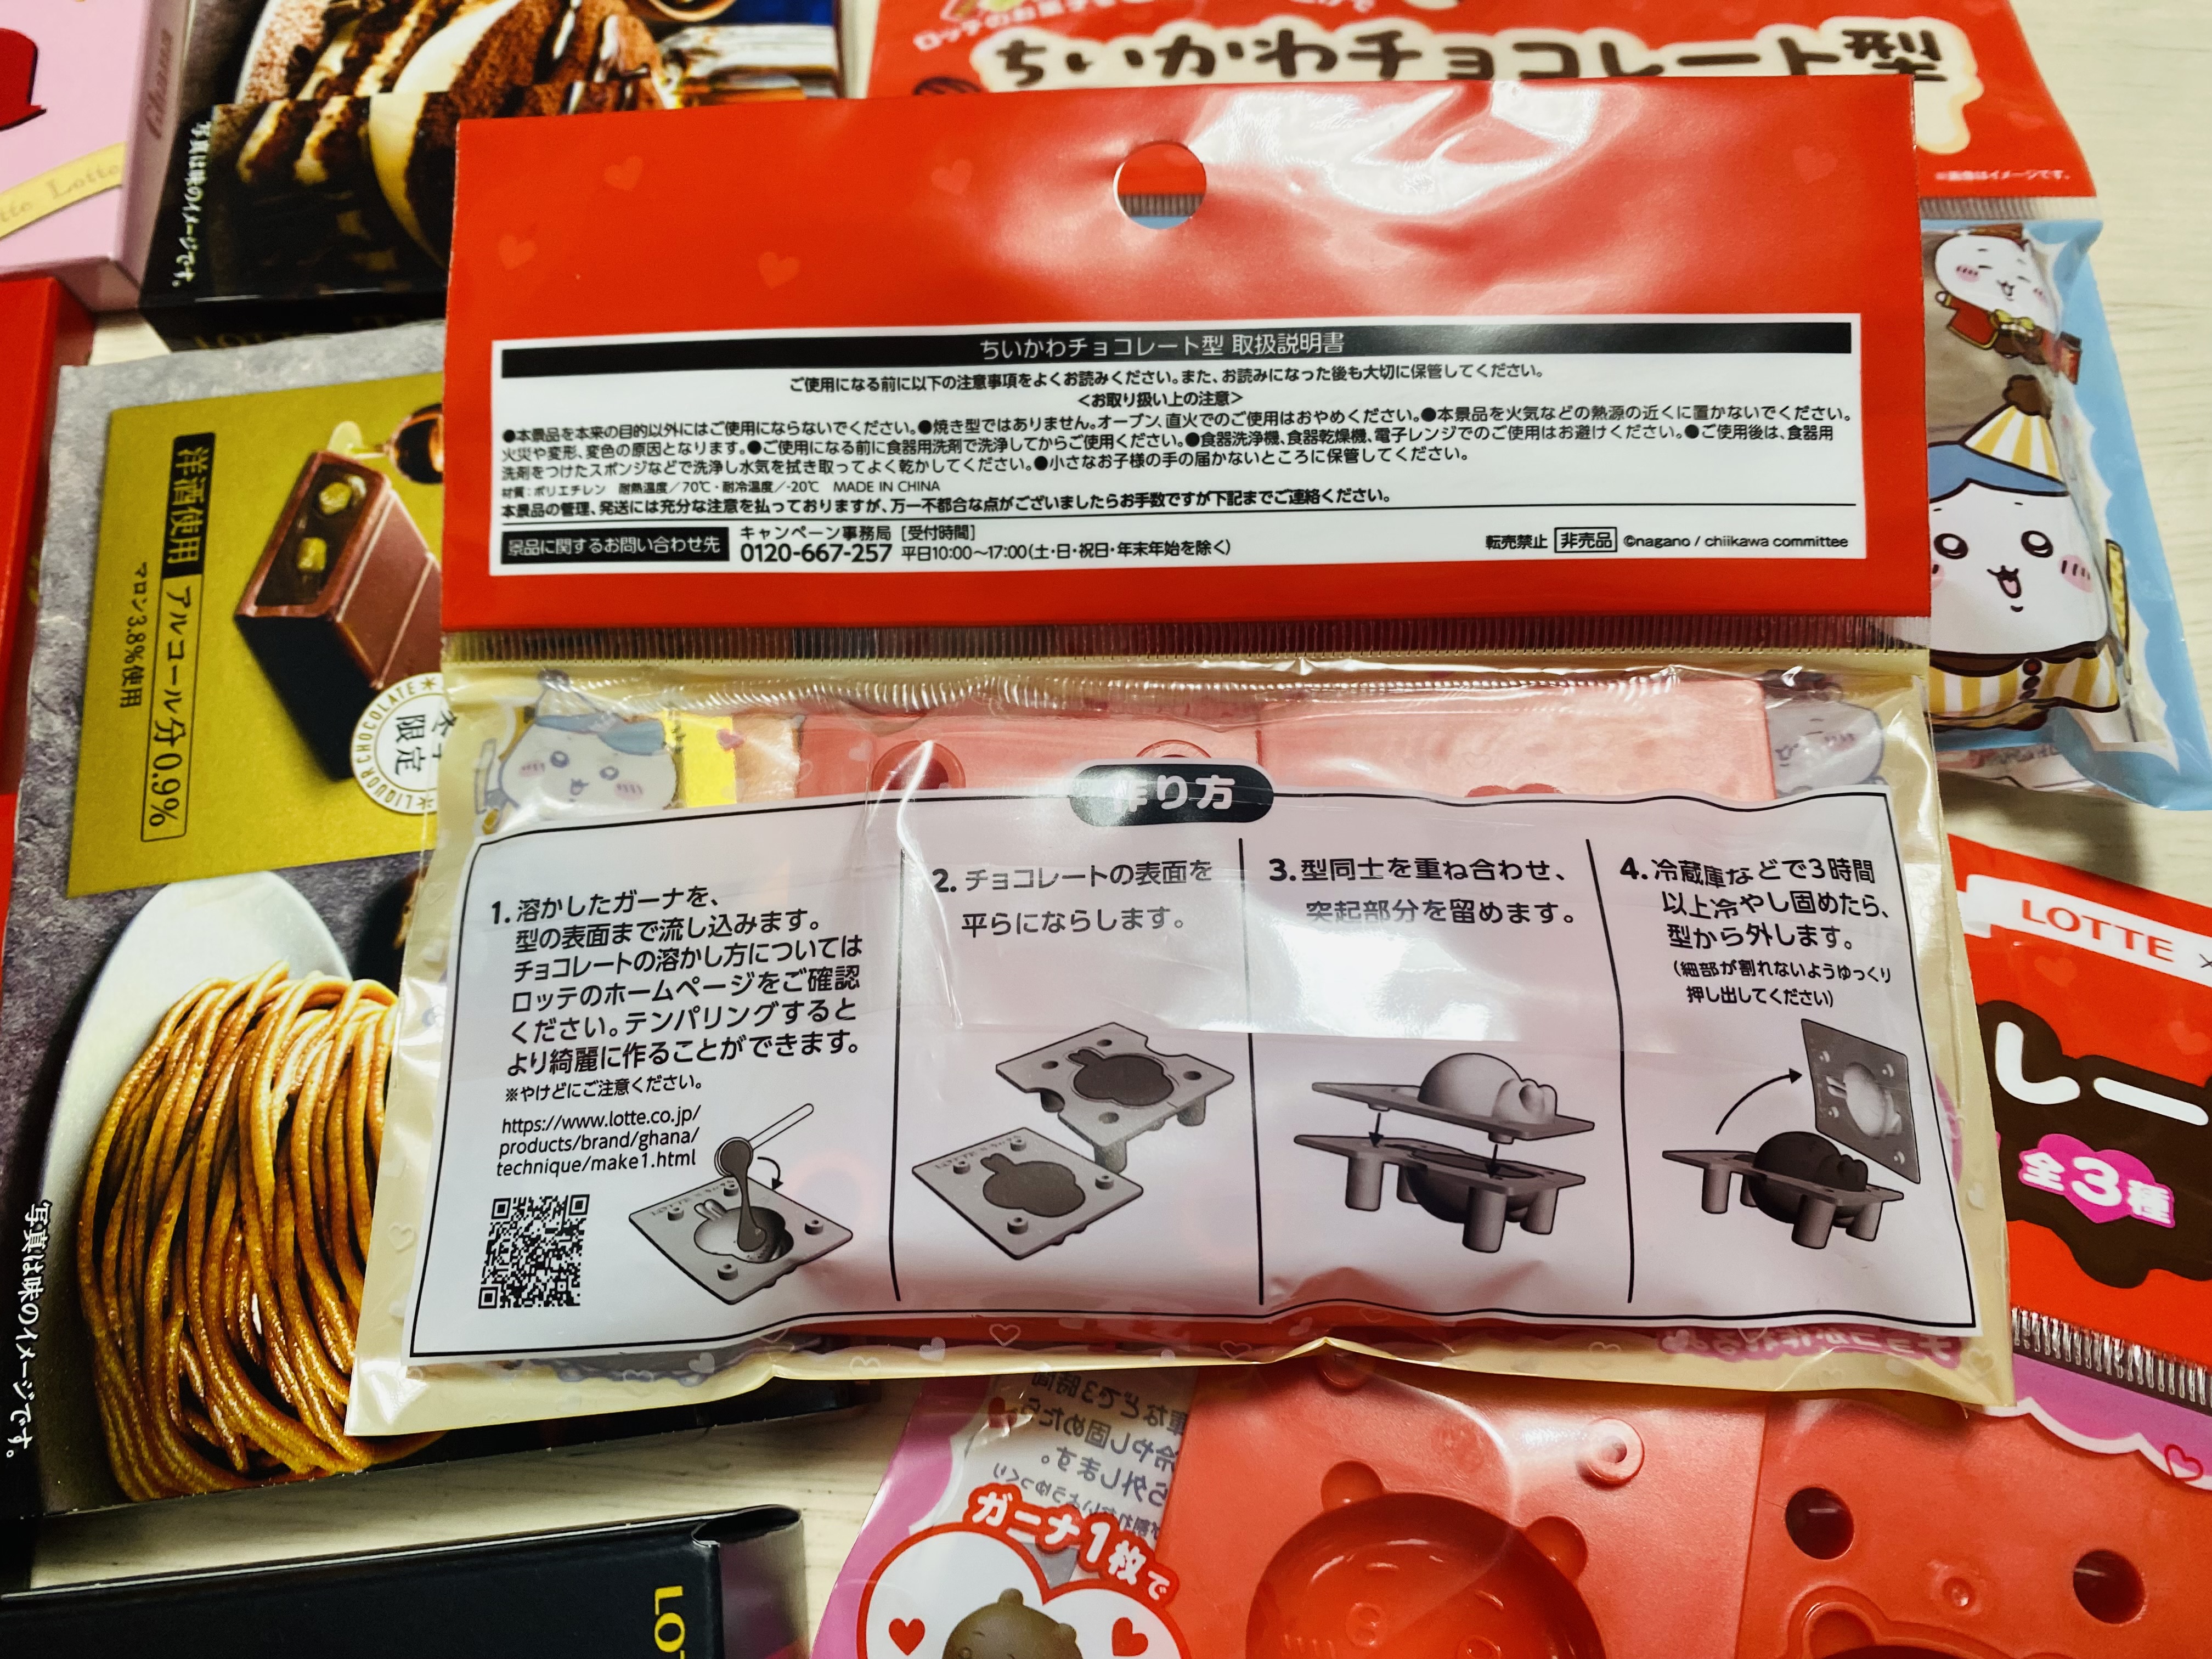 ちいかわチョコレート型
※画像はイメージです。
Ghana
Lotte
写真は味のイメージです。
ちいかわチョコレート型 取扱説明書
ご使用になる前に以下の注意事項をよくお読みください。また、お読みになった後も大切に保管してください。
<お取り扱い上の注意>
●本景品を本来の目的以外にはご使用にならないでください。●焼き型ではありません。オーブン、直火でのご使用はおやめください。●本景品を火気などの熱源の近くに置かないでください。
火災や変形、変色の原因となります。●ご使用になる前に食器用洗剤で洗浄してからご使用ください。●食器洗浄機、食器乾燥機、電子レンジでのご使用はお避けください。●ご使用後は、食器用
洗剤をつけたスポンジなどで洗浄し水気を拭き取ってよく乾かしてください。●小さなお子様の手の届かないところに保管してください。
材質:ポリエチレン 耐熱温度/70℃・耐冷温度/-20℃ MADE IN CHINA
本景品の管理、発送には充分な注意を払っておりますが、万一不都合な点がございましたらお手数ですが下記までご連絡ください。
景品に関するお問い合わせ先
キャンペーン事務局 [受付時間]
0120-667-257 平日10:00~17:00(土・日・祝日・年末年始を除く)
転売禁止 非売品 ©nagano / chiikawa committee
洋酒使用
アルコール分0.9%
マロン3.8%使用
限定
LIQUOR CHOCOLATE
作り方
1. 溶かしたガーナを、
型の表面まで流し込みます。
チョコレートの溶かし方については
ロッテのホームページをご確認
ください。テンパリングすると
より綺麗に作ることができます。
※やけどにご注意ください。
https://www.lotte.co.jp/
products/brand/ghana/
technique/make1.html
2. チョコレートの表面を
平らにならします。
3. 型同士を重ね合わせ、
突起部分を留めます。
4. 冷蔵庫などで3時間
以上冷やし固めたら、
型から外します。
(細部が割れないようゆっくり
押し出してください)
LOTTE
レー
全3種
写真は味のイメージです。
ガーナ1枚で
LOT